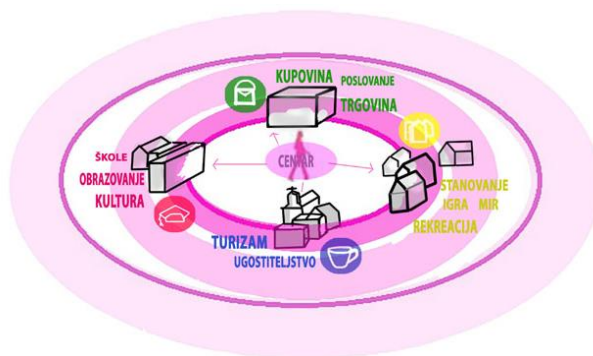 KUPOVINA POSLOVANJE
TRGOVINA
CENTAR
ŠKOLE
OBRAZOVANJE
KULTURA
STANOVANJE
IGRA MIR
REKREACIJA
TURIZAM
UGOSTITELJSTVO